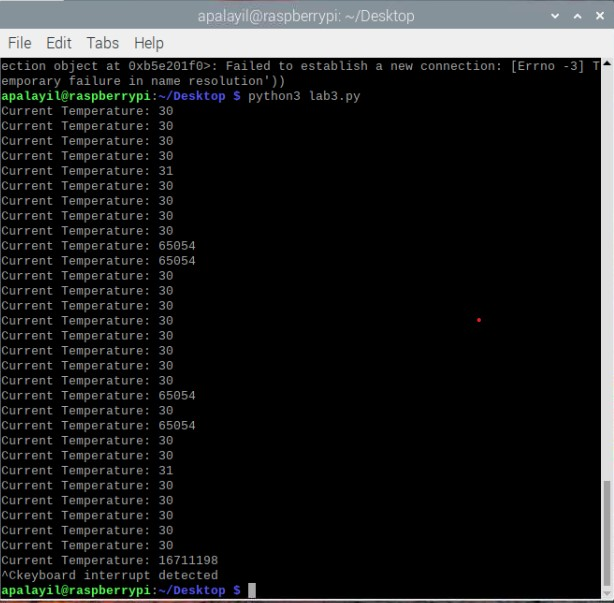 apalayil@raspberrypi: ~/Desktop
File Edit Tabs Help
ection object at 0xb5e201f0>: Failed to establish a new connection: [Errno -3] T
emporary failure in name resolution'))
apalayil@raspberrypi:~/Desktop $ python3 lab3.py
Current Temperature: 30
Current Temperature: 30
Current Temperature: 30
Current Temperature: 30
Current Temperature: 31
Current Temperature: 30
Current Temperature: 30
Current Temperature: 30
Current Temperature: 30
Current Temperature: 65054
Current Temperature: 65054
Current Temperature: 30
Current Temperature: 30
Current Temperature: 30
Current Temperature: 30
Current Temperature: 30
Current Temperature: 30
Current Temperature: 30
Current Temperature: 30
Current Temperature: 65054
Current Temperature: 30
Current Temperature: 65054
Current Temperature: 30
Current Temperature: 30
Current Temperature: 31
Current Temperature: 30
Current Temperature: 30
Current Temperature: 30
Current Temperature: 30
Current Temperature: 30
Current Temperature: 16711198
^Ckeyboard interrupt detected
apalayil@raspberrypi:~/Desktop $